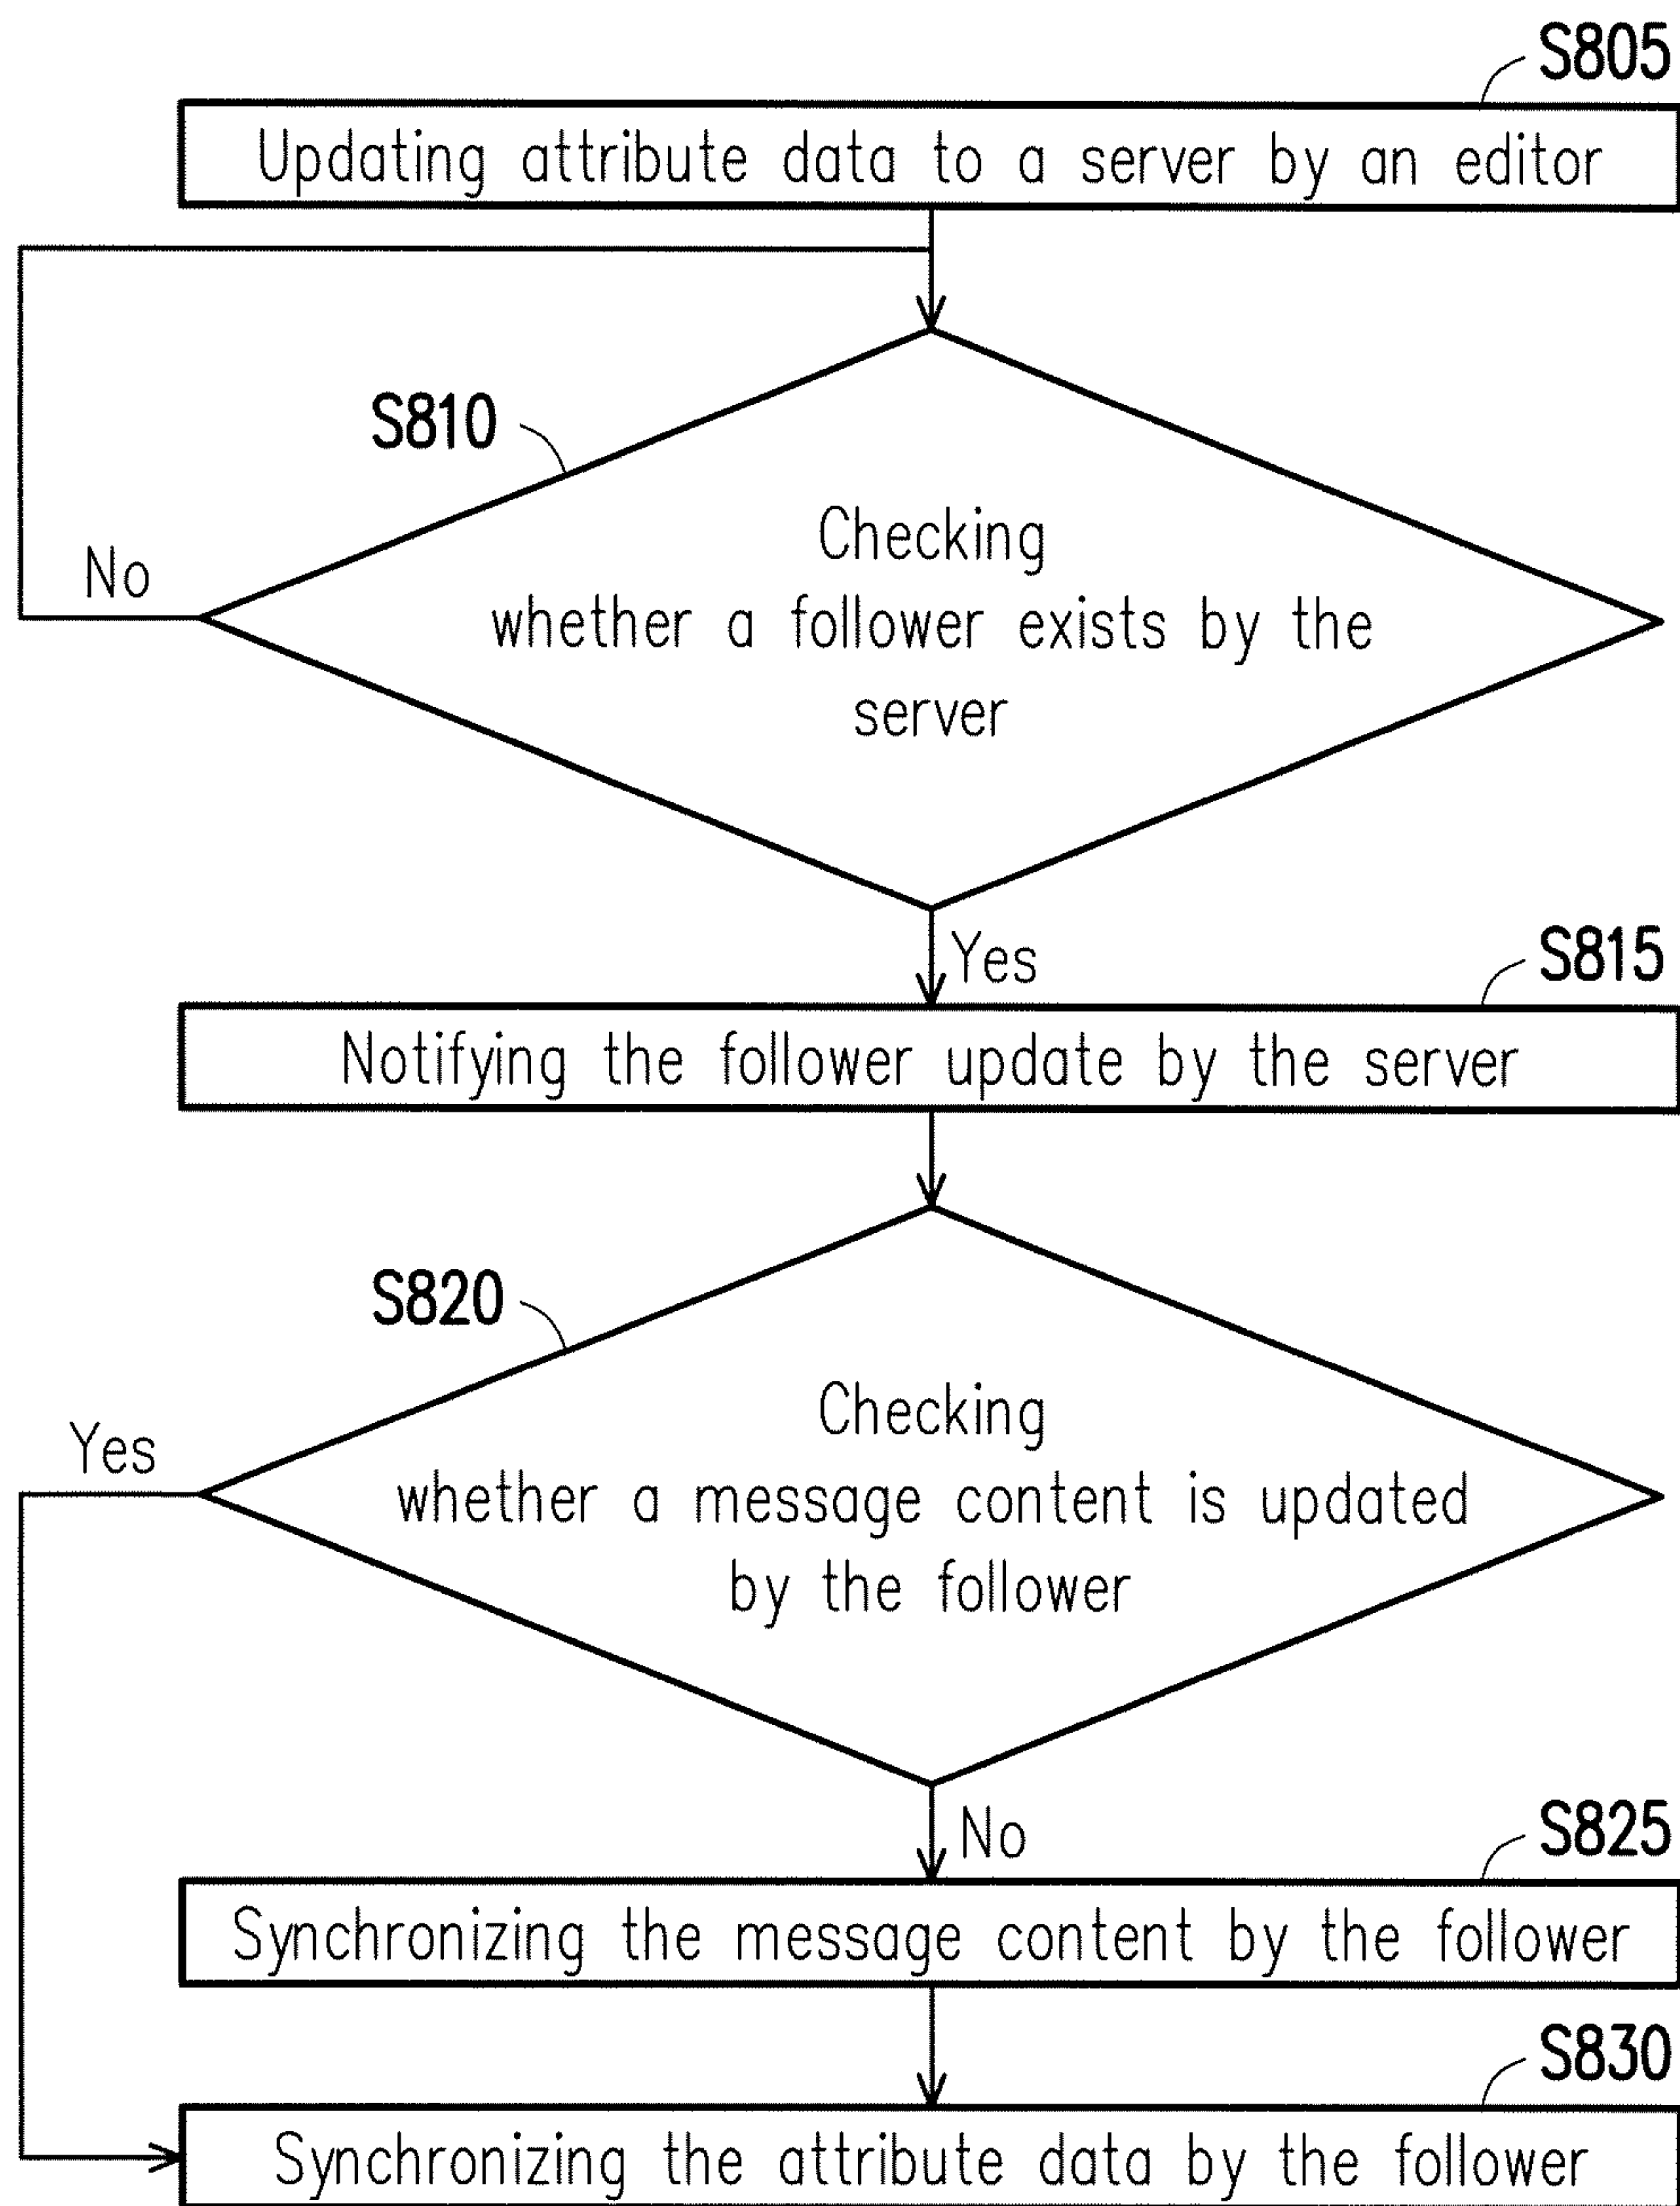 S805
Updating attribute data to a server by an editor
S810
Checking
No
whether a follower exists by the
server
Yes
S815
Notifying the follower update by the server
S820
Checking
Yes
whether a message content is updated
by the follower
No
S825
Synchronizing the message content by the follower
S830
Synchronizing the attribute data by the follower